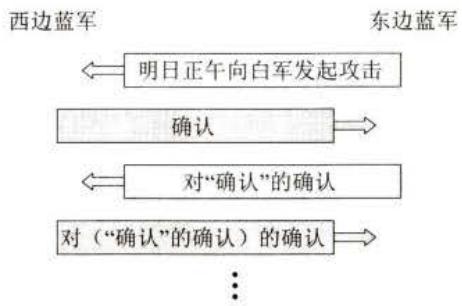 西边蓝军 东边蓝军
明日正午向白军发起攻击
确认
对“确认”的确认
对（“确认”的确认）的确认